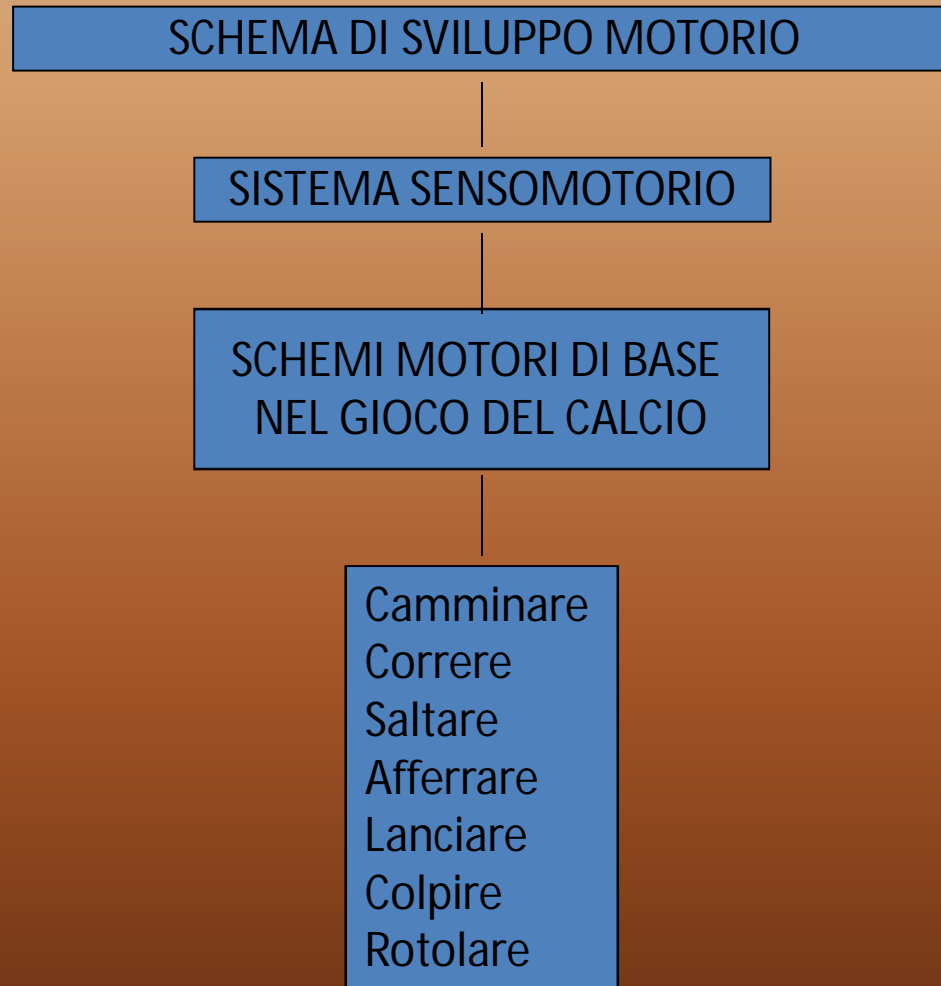 SCHEMA DI SVILUPPO MOTORIO
SISTEMA SENSOMOTORIO
SCHEMI MOTORI DI BASE
NEL GIOCO DEL CALCIO
Camminare
Correre
Saltare
Afferrare
Lanciare
Colpire
Rotolare